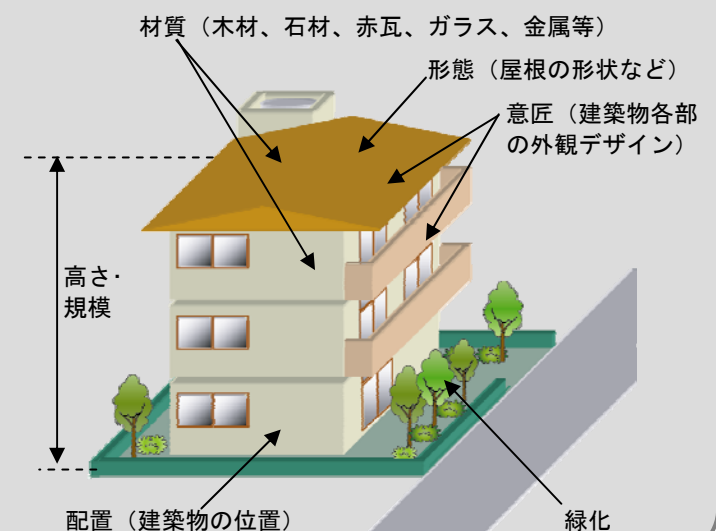 材質（木材、石材、赤瓦、ガラス、金属等）
形態（屋根の形状など）
意匠（建築物各部
の外観デザイン）
高さ・
規模
配置（建築物の位置）
緑化